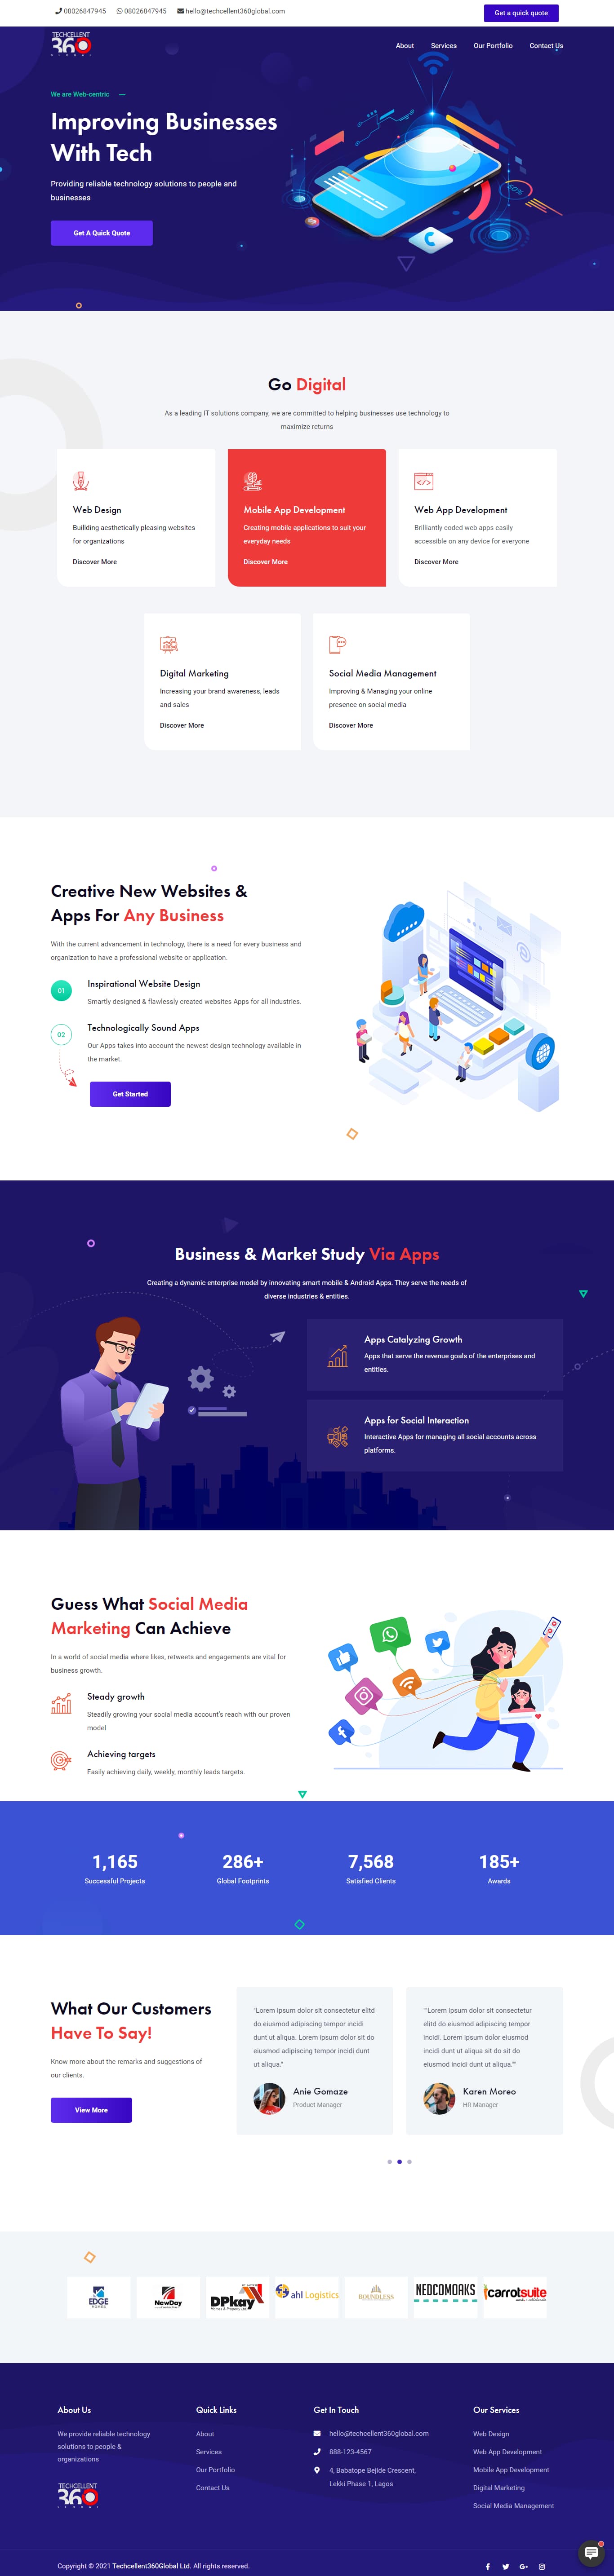 08026847945 08026847945 hello@techcellent360global.com
Get a quick quote
TECHCELLENT
360
GLOBAL
About Services Our Portfolio Contact Us
We are Web-centric
Improving Businesses
With Tech
Providing reliable technology solutions to people and
businesses
Get A Quick Quote
Go Digital
As a leading IT solutions company, we are committed to helping businesses use technology to
maximize returns
Web Design
Building aesthetically pleasing websites
for organizations
Discover More
Mobile App Development
Creating mobile applications to suit your
everyday needs
Discover More
Web App Development
Brilliantly coded web apps easily
accessible on any device for everyone
Discover More
Digital Marketing
Increasing your brand awareness, leads
and sales
Discover More
Social Media Management
Improving & Managing your online
presence on social media
Discover More
Creative New Websites &
Apps For Any Business
With the current advancement in technology, there is a need for every business and
organization to have a professional website or application.
01
Inspirational Website Design
Smartly designed & flawlessly created websites Apps for all industries.
02
Technologically Sound Apps
Our Apps takes into account the newest design technology available in
the market.
Get Started
Business & Market Study Via Apps
Creating a dynamic enterprise model by innovating smart mobile & Android Apps. They serve the needs of
diverse industries & entities.
Apps Catalyzing Growth
Apps that serve the revenue goals of the enterprises and
entities.
Apps for Social Interaction
Interactive Apps for managing all social accounts across
platforms.
Guess What Social Media
Marketing Can Achieve
In a world of social media where likes, retweets and engagements are vital for
business growth.
Steady growth
Steadily growing your social media account's reach with our proven
model
Achieving targets
Easily achieving daily, weekly, monthly leads targets.
1,165
Successful Projects
286+
Global Footprints
7,568
Satisfied Clients
185+
Awards
What Our Customers
Have To Say!
Know more about the remarks and suggestions of
our clients.
View More
"Lorem ipsum dolor sit consectetur elitd
do eiusmod adipiscing tempor incidi
dunt ut aliqua. Lorem ipsum dolor sit do
eiusmod adipiscing tempor incidi dunt
ut aliqua."
Anie Gomaze
Product Manager
""Lorem ipsum dolor sit consectetur
elitd do eiusmod adipiscing tempor
incidi. Lorem ipsum dolor eiusmod
incidi dunt ut aliqua sit do sit do
eiusmod incidi dunt ut aliqua.""
Karen Moreo
HR Manager
EDGE
NewDay
DPkay
Homes & Property Ltd
ahl Logistics
BOUNDLESS
NEDCOMOAKS
carrotsuite
About Us
We provide reliable technology
solutions to people &
organizations
TECHCELLENT
360
GLOBAL
Quick Links
About
Services
Our Portfolio
Contact Us
Get In Touch
hello@techcellent360global.com
888-123-4567
4, Babatope Bejide Crescent,
Lekki Phase 1, Lagos
Our Services
Web Design
Web App Development
Mobile App Development
Digital Marketing
Social Media Management
Copyright © 2021 Techcellent360Global Ltd. All rights reserved.